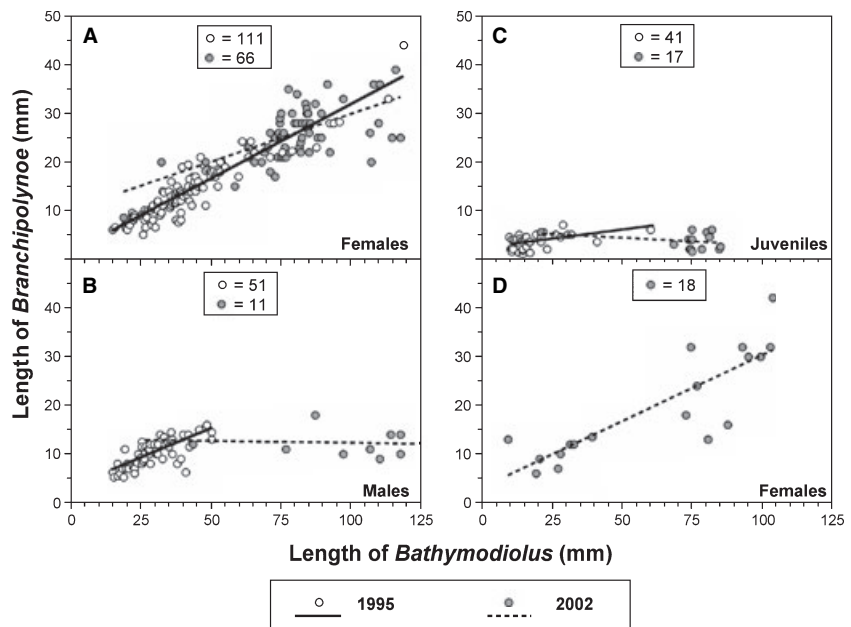 Length of Branchipolynoe (mm)
A
○ = 111
● = 66
50
40
30
20
10
Females
C
○ = 41
● = 17
Juveniles
B
○ = 51
● = 11
40
30
20
10
0
Males
0 25 50 75 100 125
D
● = 18
Females
0 25 50 75 100 125
Length of Bathymodiolus (mm)
1995 2002